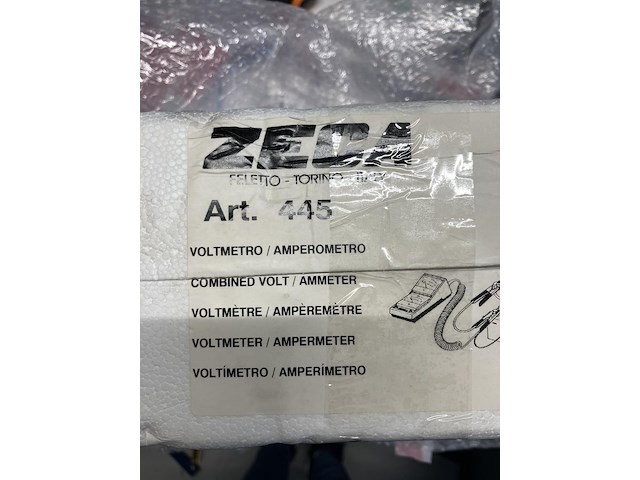 ZECA
FELETTO - TORINO - ITALY
Art. 445
VOLTMETRO / AMPEROMETRO
COMBINED VOLT / AMMETER
VOLTMÈTRE / AMPÈREMÈTRE
VOLTMETER / AMPERMETER
VOLTÍMETRO / AMPERÍMETRO